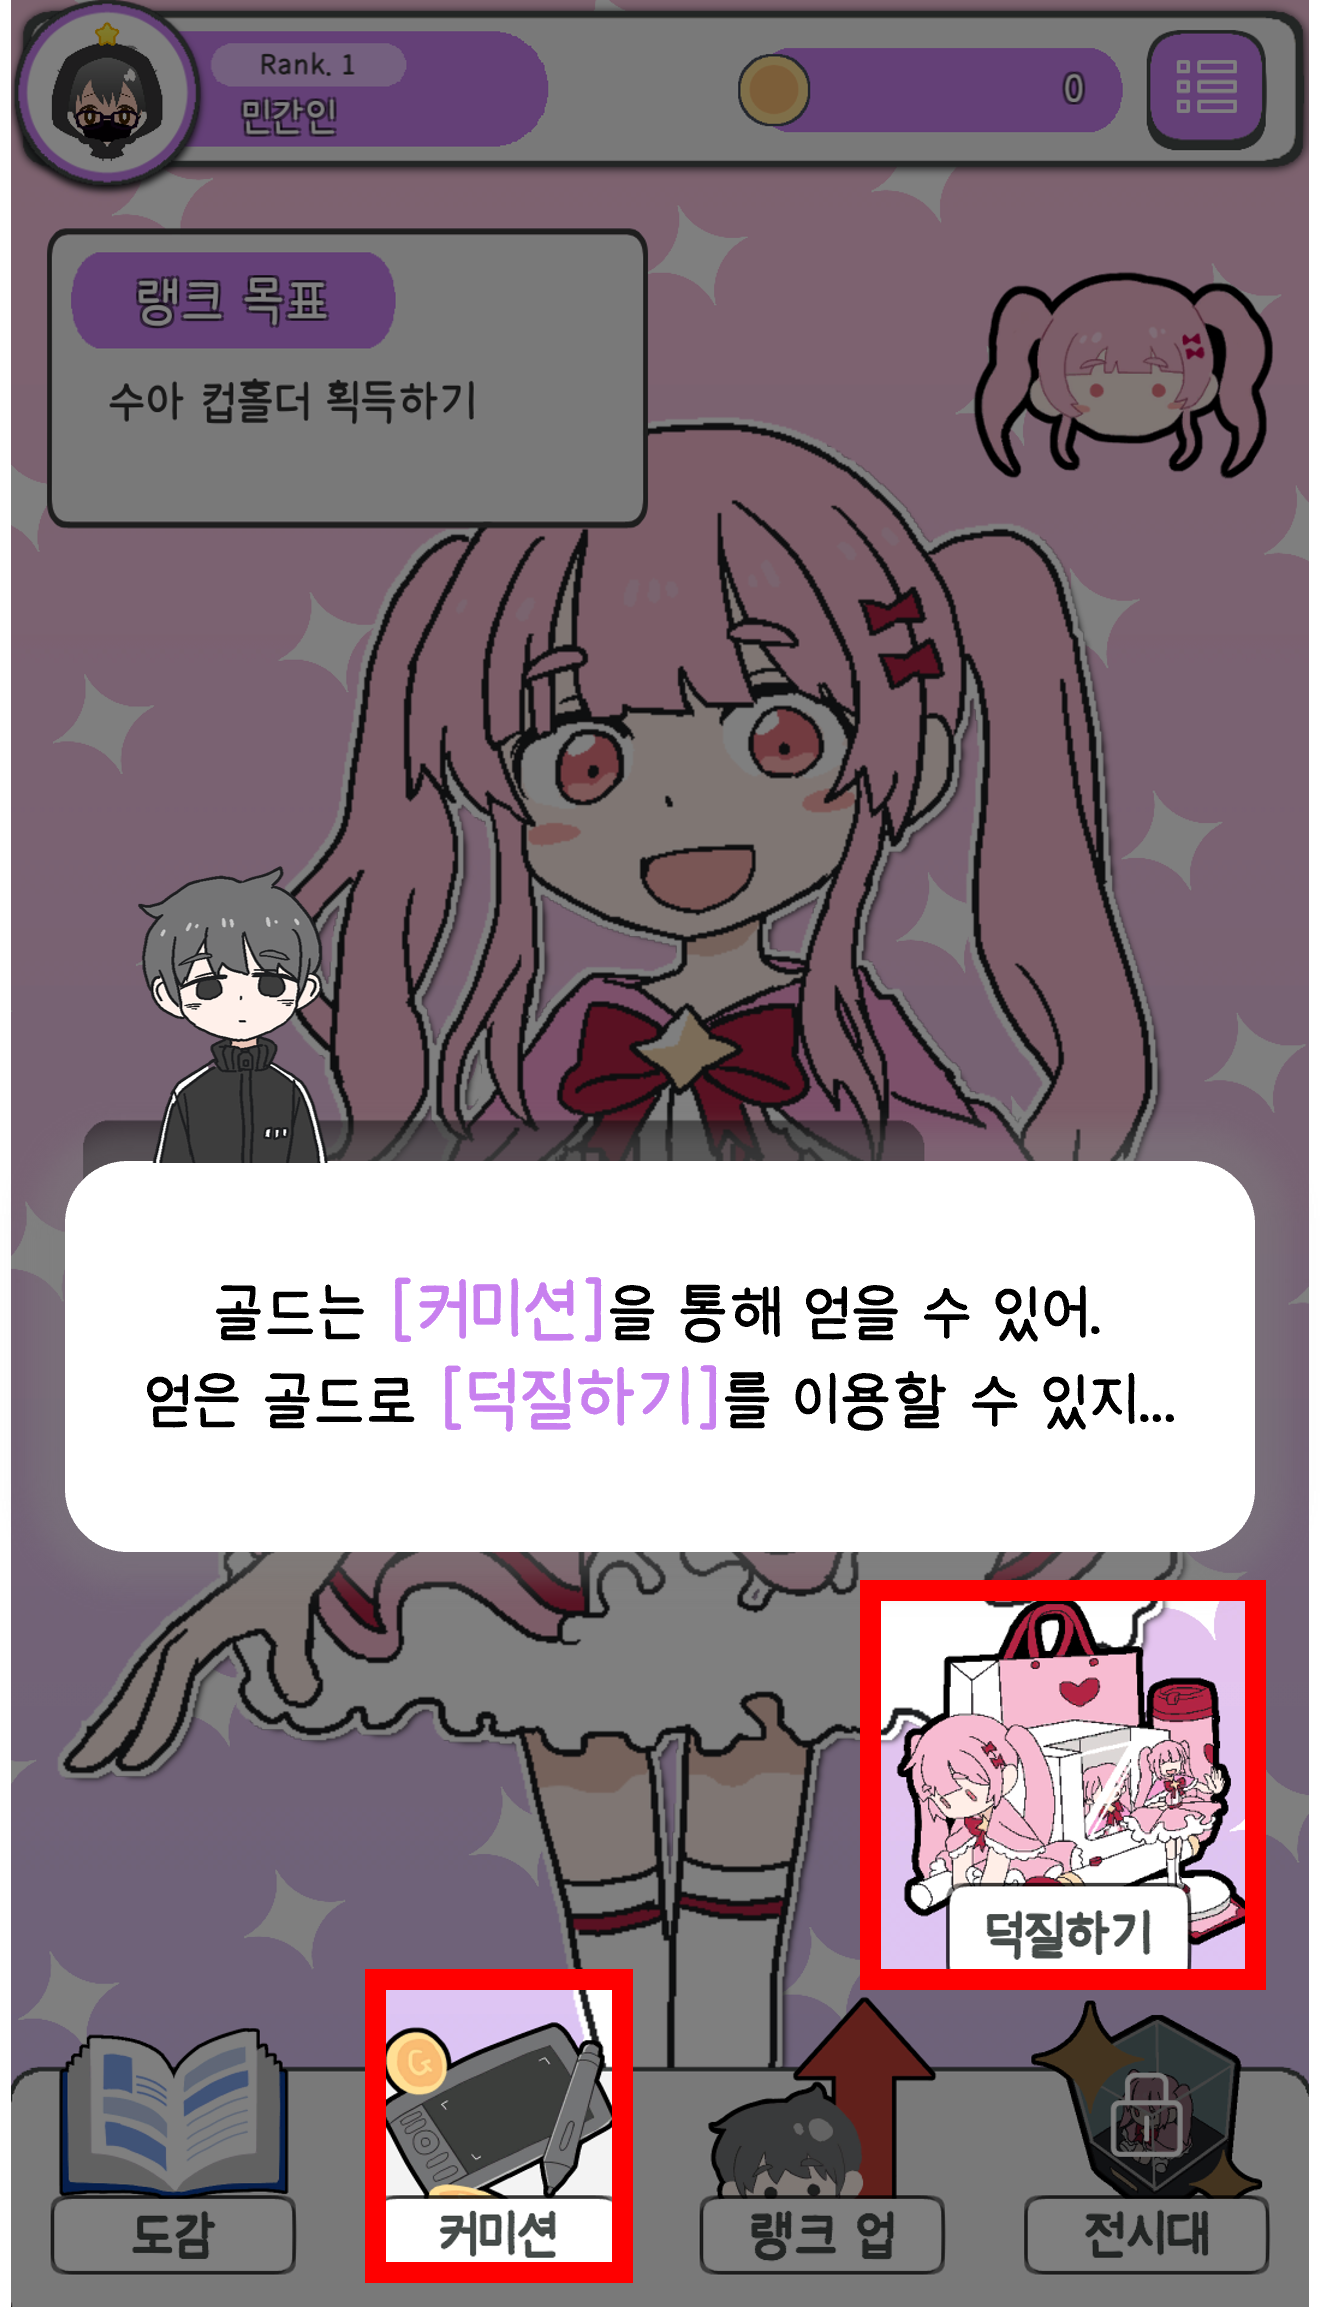 Rank. 1
민간인
0
랭크 목표
수아 컵홀더 획득하기
골드는 [커미션]을 통해 얻을 수 있어.
얻은 골드로 [덕질하기]를 이용할 수 있지...
덕질하기
G
도감
커미션
랭크 업
전시대